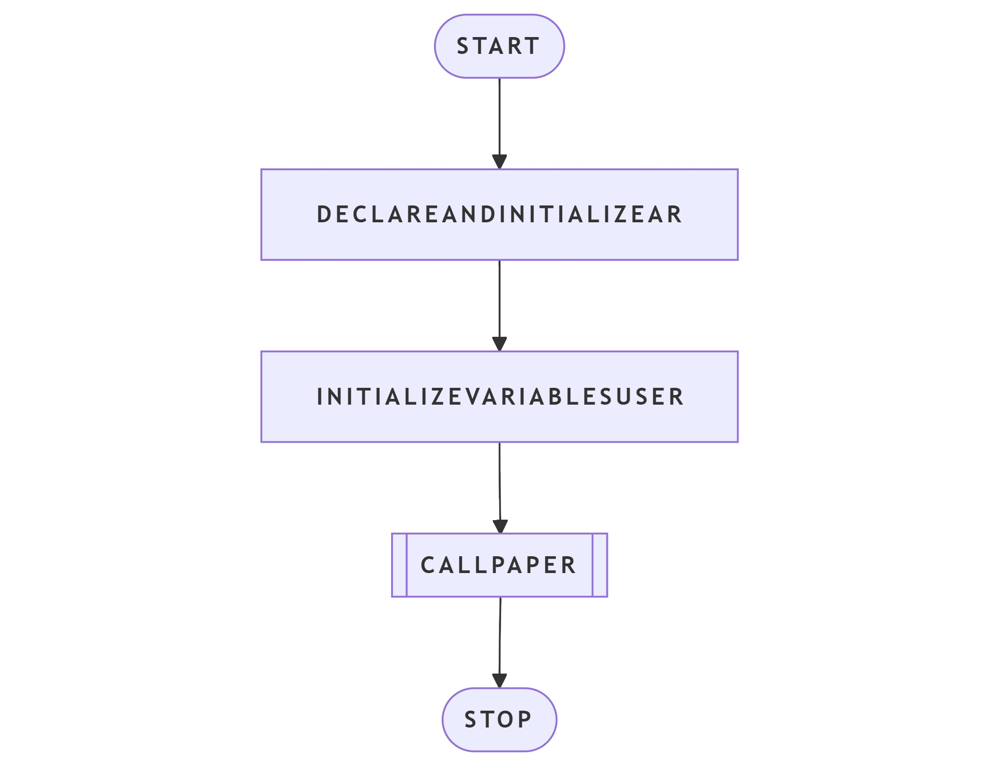 START
DECLAREANDINITIALIZEAR
INITIALIZEVARIABLESUSER
CALLPAPER
STOP